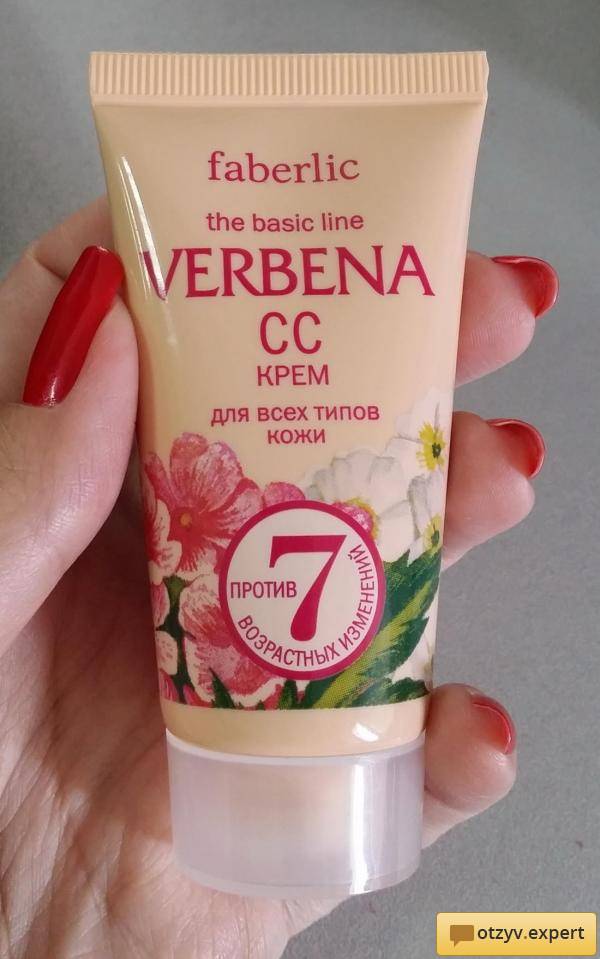 faberlic
the basic line
VERBENA
CC
КРЕМ
для всех типов
кожи
ПРОТИВ 7
ВОЗРАСТНЫХ ИЗМЕНЕНИЙ
otzyv.expert